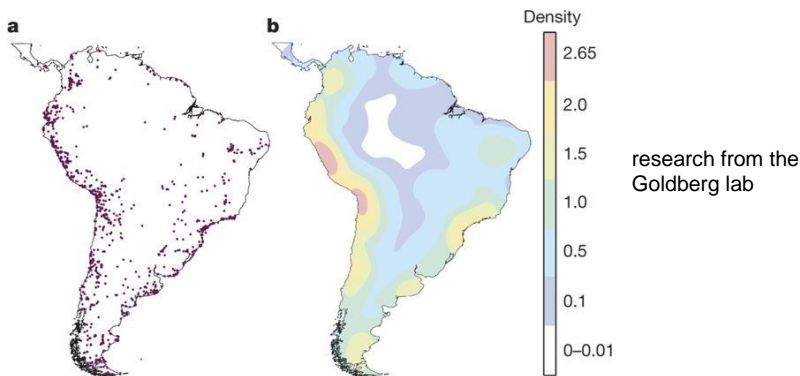 a
b
Density
2.65
2.0
1.5
1.0
0.5
0.1
0–0.01
research from the
Goldberg lab